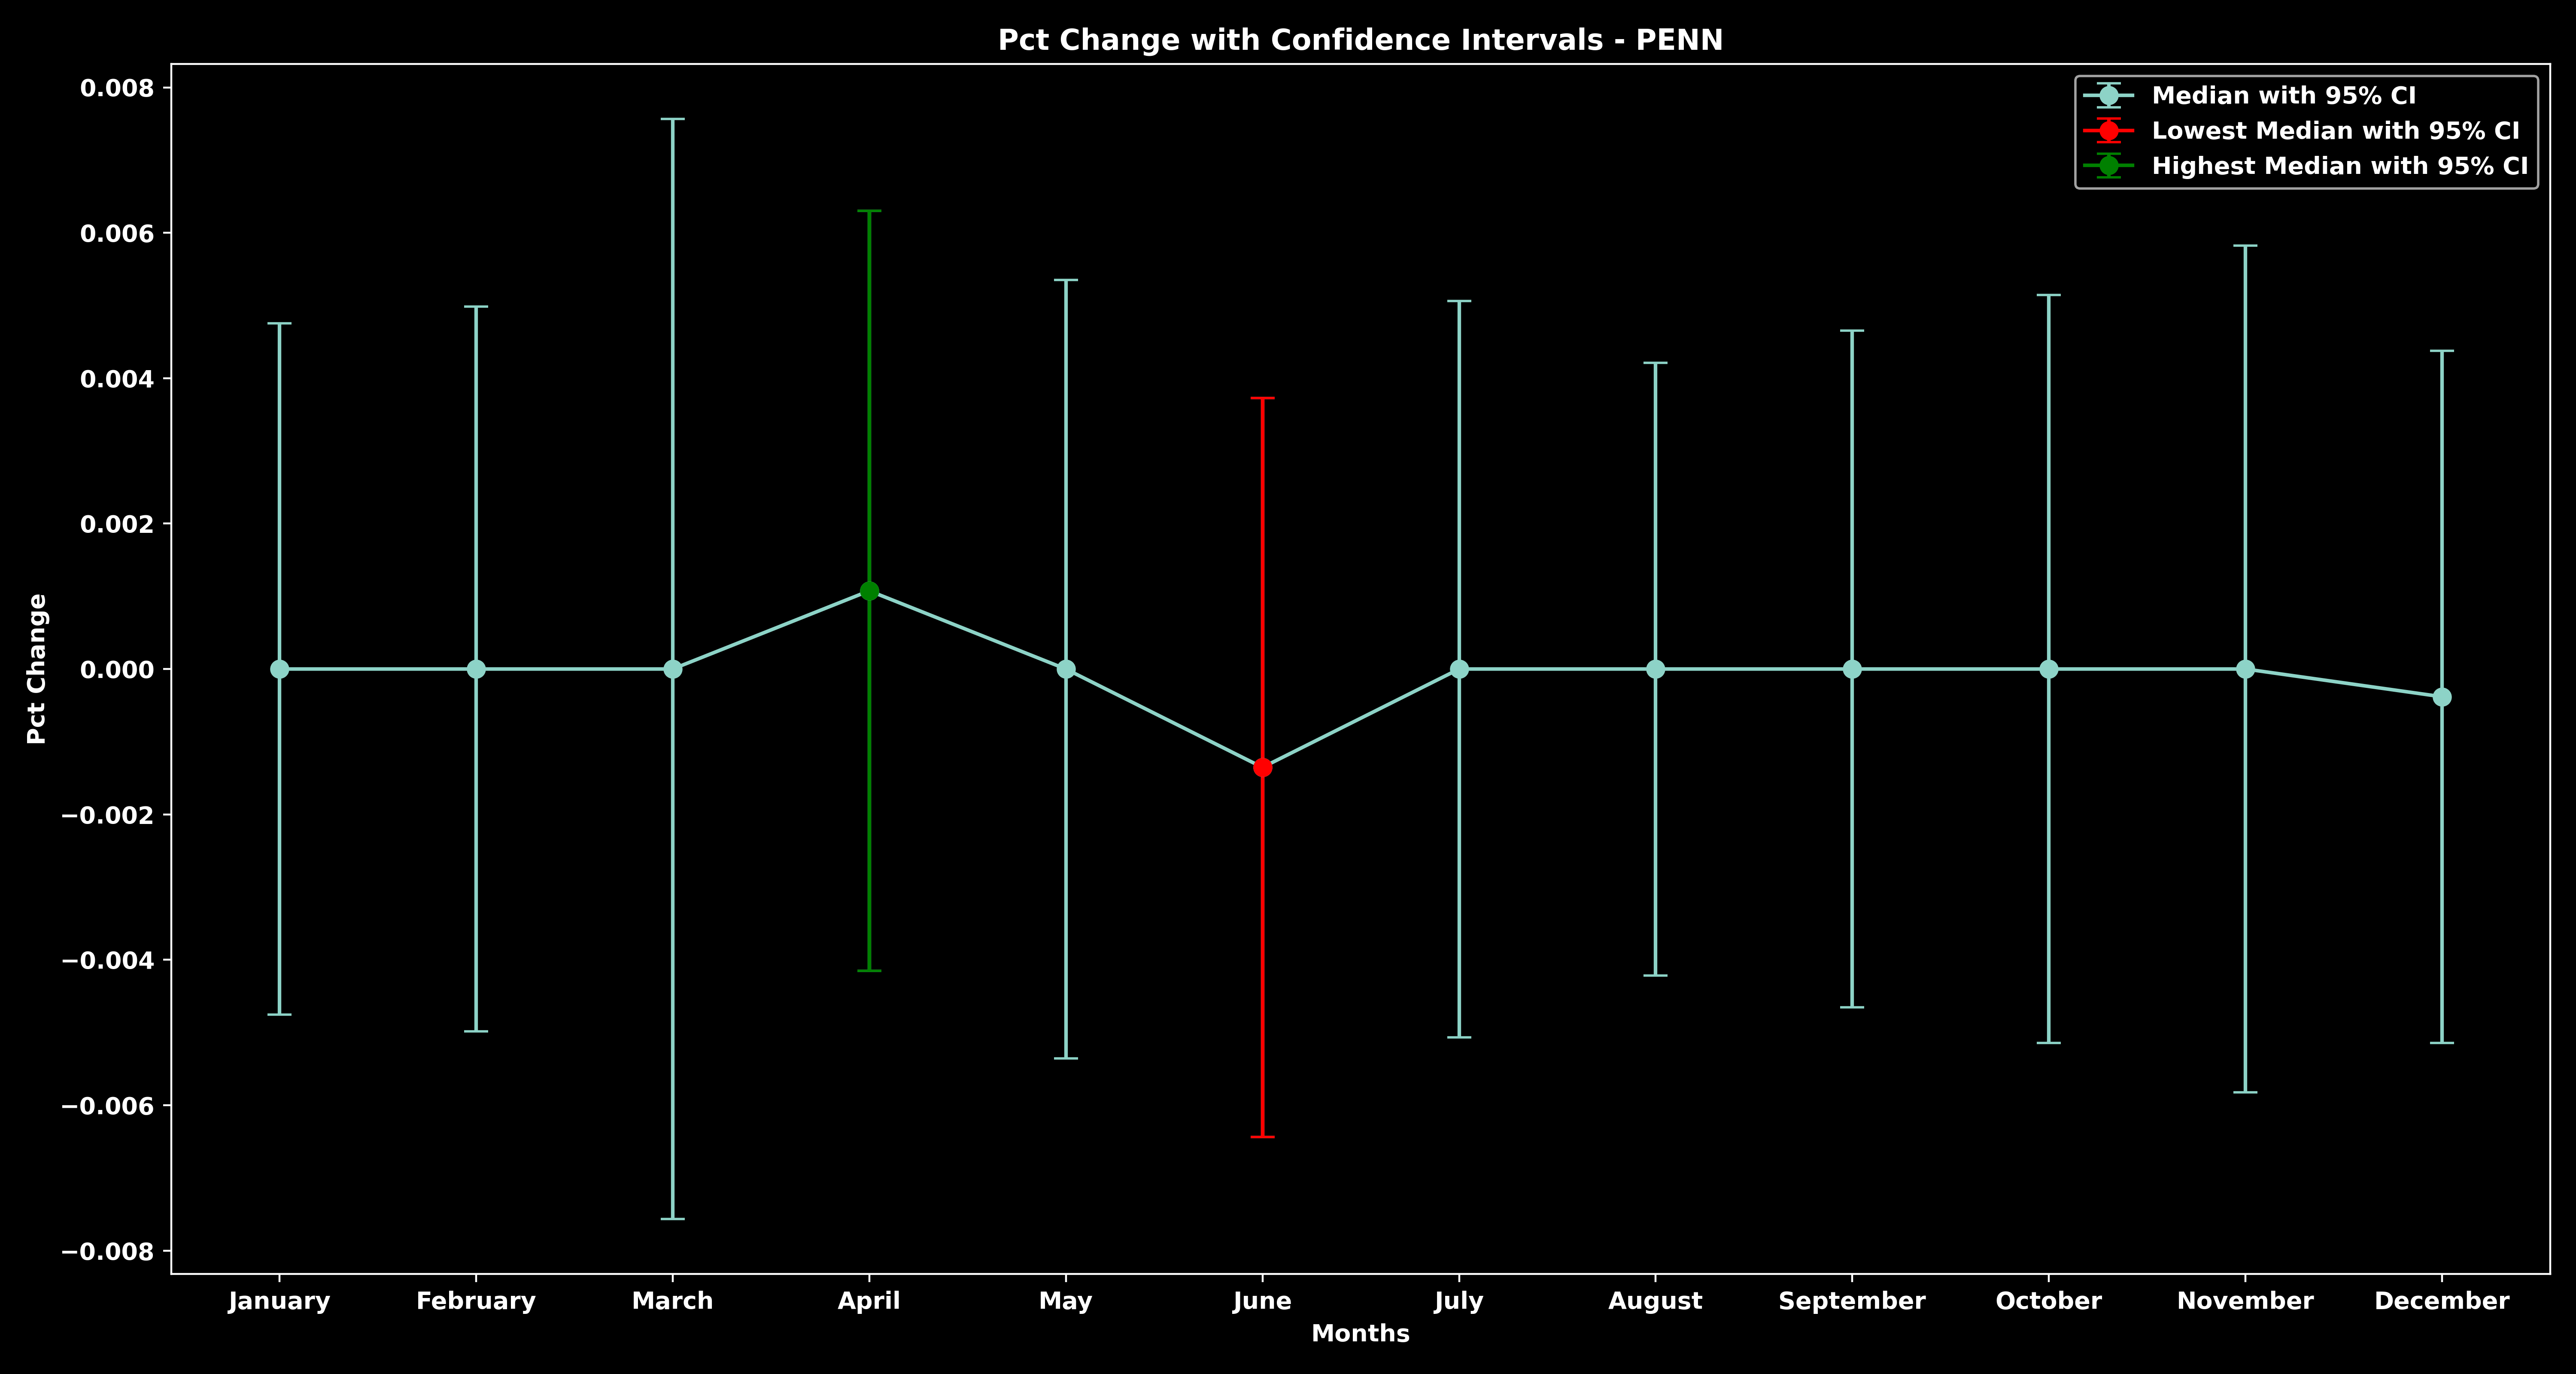 Pct Change with Confidence Intervals - PENN
Median with 95% CI
Lowest Median with 95% CI
Highest Median with 95% CI
Pct Change
0.008
0.006
0.004
0.002
0.000
−0.002
−0.004
−0.006
−0.008
January February March April May June July August September October November December
Months